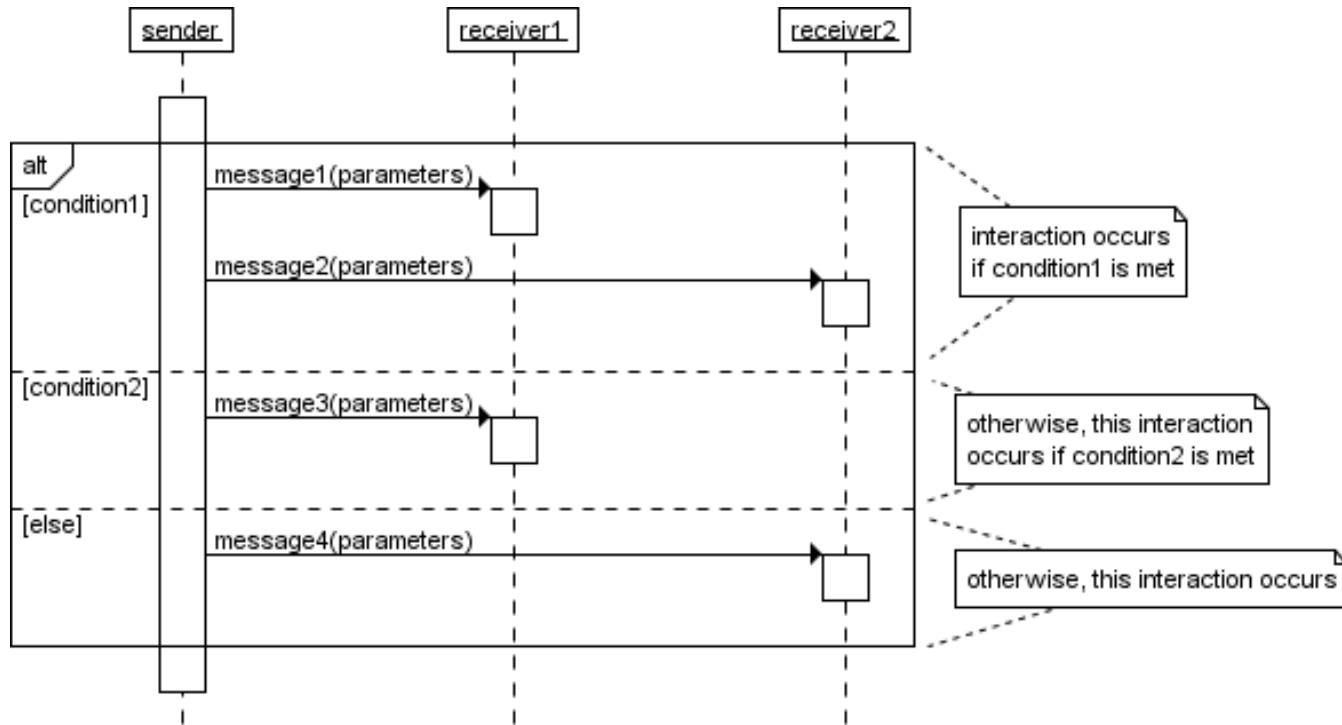 sender
receiver1
receiver2
alt
[condition1]
message1(parameters)
message2(parameters)
interaction occurs
if condition1 is met
[condition2]
message3(parameters)
otherwise, this interaction
occurs if condition2 is met
[else]
message4(parameters)
otherwise, this interaction occurs